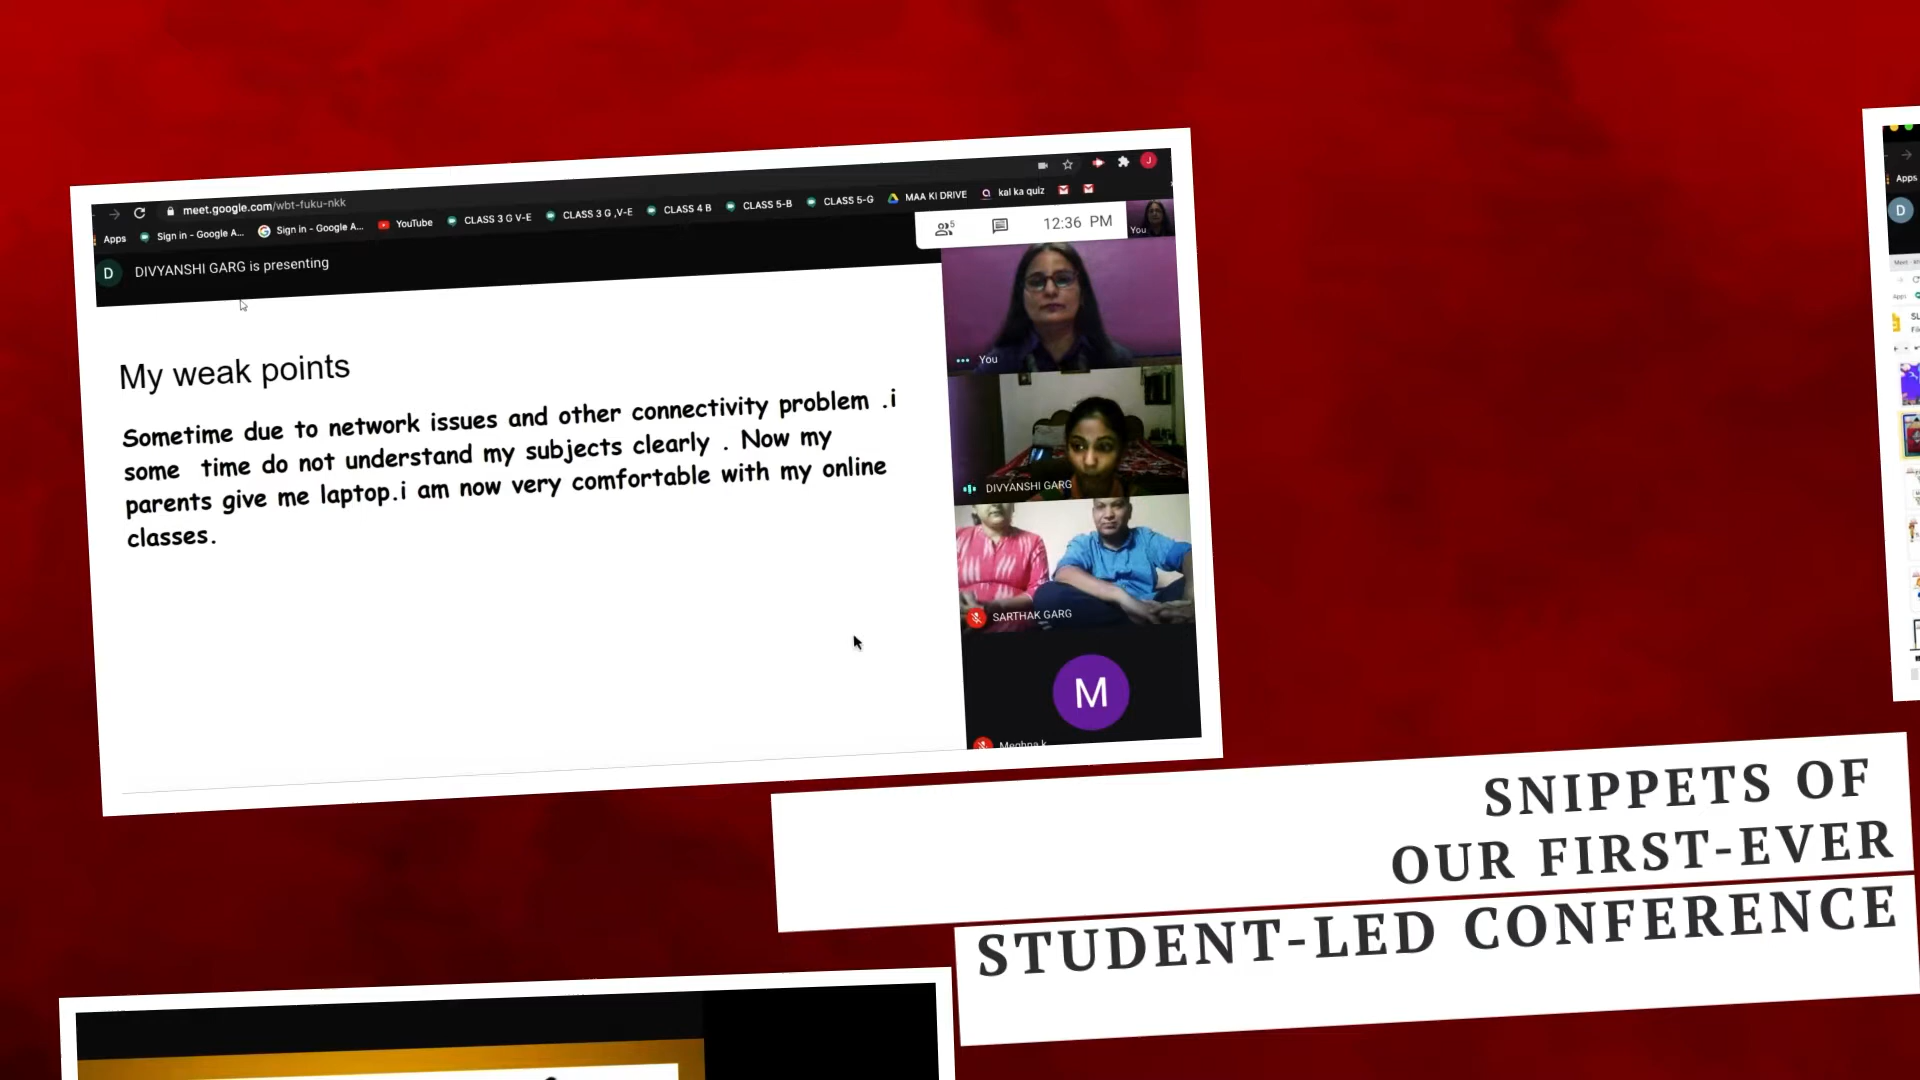 meet.google.com/wbt-fuku-nkk
Apps
Sign in - Google A...
Sign in - Google A...
YouTube
CLASS 3 G V-E
CLASS 3 G ,V-E
CLASS 4 B
CLASS 5-B
CLASS 5-G
MAA KI DRIVE
kal ka quiz
J
D
DIVYANSHI GARG is presenting
5
12:36 PM
You
My weak points
Sometime due to network issues and other connectivity problem .i
some time do not understand my subjects clearly . Now my
parents give me laptop.i am now very comfortable with my online
classes.
You
DIVYANSHI GARG
SARTHAK GARG
M
Meghna k
Apps
D
SNIPPETS OF
OUR FIRST-EVER
STUDENT-LED CONFERENCE